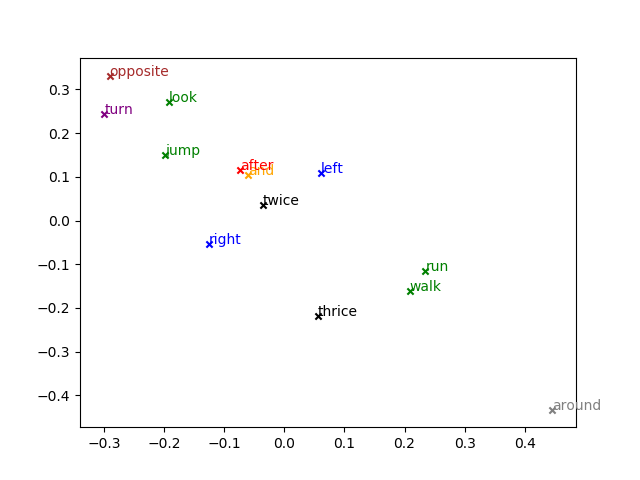 opposite
0.3
look
turn
0.2
jump
after
and
left
0.1
twice
0.0
right
−0.1
run
walk
−0.2
thrice
−0.3
−0.4
around
−0.3 −0.2 −0.1 0.0 0.1 0.2 0.3 0.4